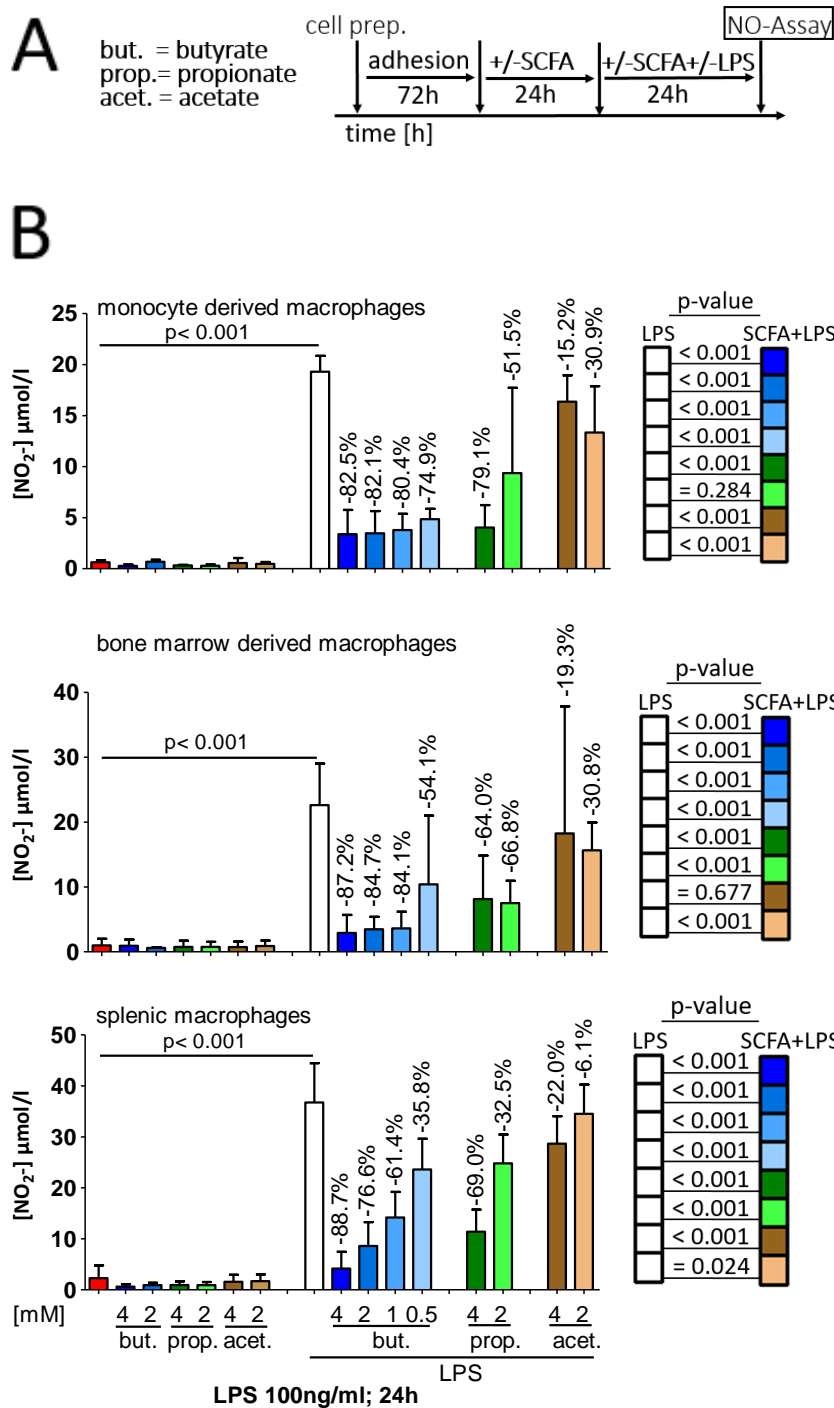 A
but. = butyrate
prop.= propionate
acet. = acetate
cell prep.
NO-Assay
adhesion
+/-SCFA
+/-SCFA+/-LPS
72h
24h
24h
time [h]
B
monocyte derived macrophages
p< 0.001
[NO2-] µmol/l
25
20
15
10
5
0
-82.5%
-82.1%
-80.4%
-74.9%
-79.1%
-51.5%
-15.2%
-30.9%
p-value
LPS
SCFA+LPS
< 0.001
< 0.001
< 0.001
< 0.001
< 0.001
= 0.284
< 0.001
< 0.001
bone marrow derived macrophages
p< 0.001
[NO2-] µmol/l
40
30
20
10
0
-87.2%
-84.7%
-84.1%
-54.1%
-64.0%
-66.8%
-19.3%
-30.8%
p-value
LPS
SCFA+LPS
< 0.001
< 0.001
< 0.001
< 0.001
< 0.001
< 0.001
= 0.677
< 0.001
splenic macrophages
p< 0.001
[NO2-] µmol/l
50
40
30
20
10
0
-88.7%
-76.6%
-61.4%
-35.8%
-69.0%
-32.5%
-22.0%
-6.1%
p-value
LPS
SCFA+LPS
< 0.001
< 0.001
< 0.001
< 0.001
< 0.001
< 0.001
< 0.001
= 0.024
[mM] 4 2 4 2 4 2 4 2 1 0.5 4 2 4 2
but. prop. acet. but. prop. acet.
LPS
LPS 100ng/ml; 24h